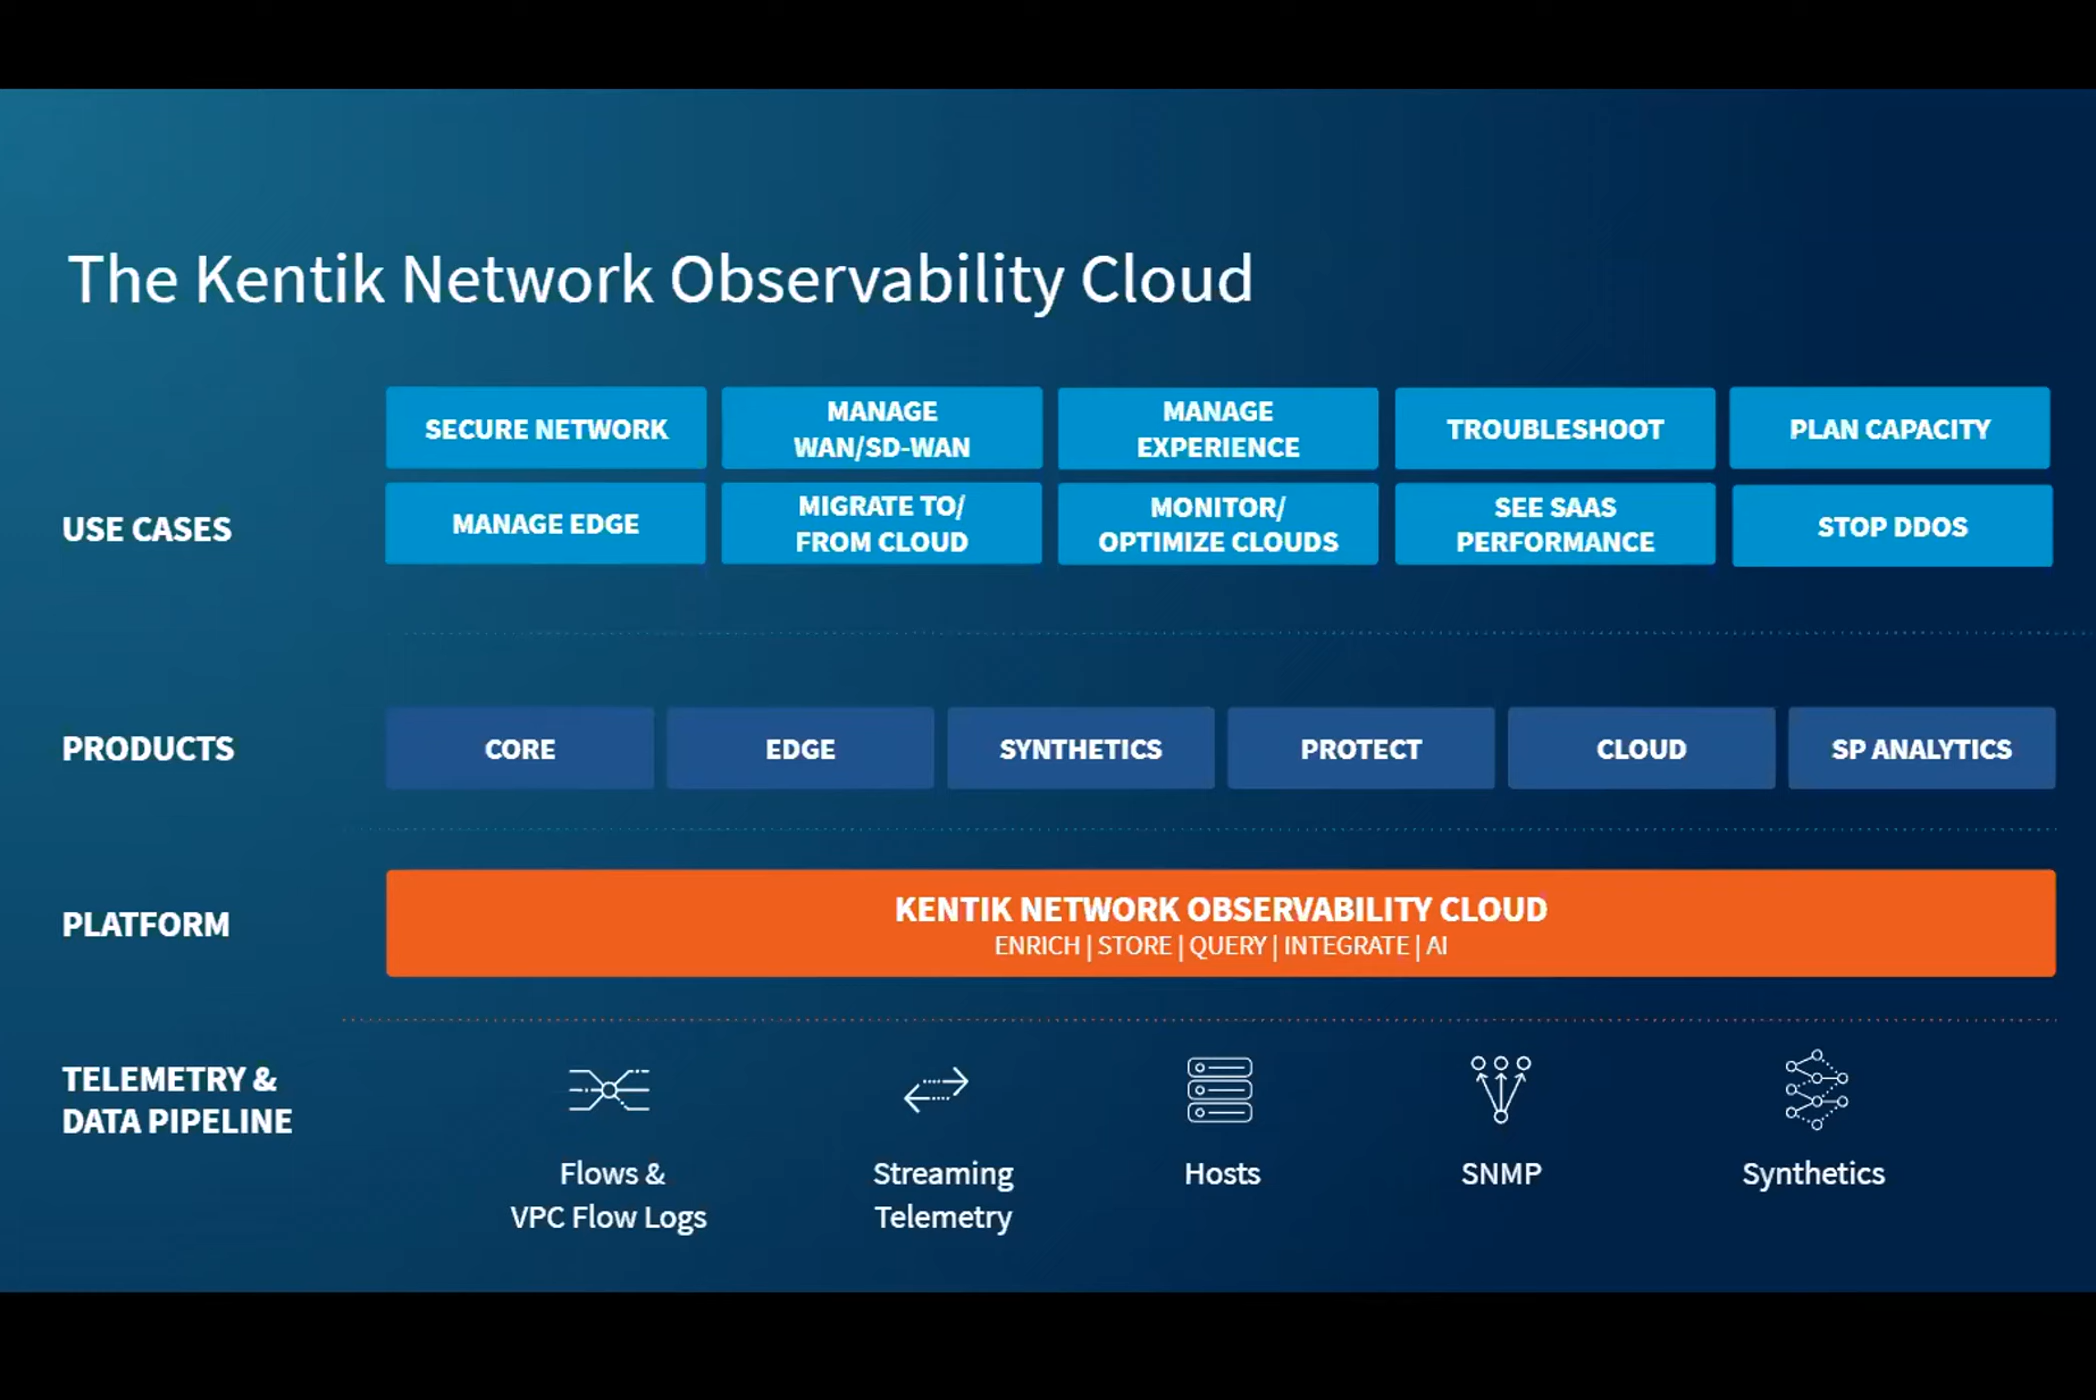 The Kentik Network Observability Cloud
USE CASES
SECURE NETWORK
MANAGE
WAN/SD-WAN
MANAGE
EXPERIENCE
TROUBLESHOOT
PLAN CAPACITY
MANAGE EDGE
MIGRATE TO/
FROM CLOUD
MONITOR/
OPTIMIZE CLOUDS
SEE SAAS
PERFORMANCE
STOP DDOS
PRODUCTS
CORE
EDGE
SYNTHETICS
PROTECT
CLOUD
SP ANALYTICS
PLATFORM
KENTIK NETWORK OBSERVABILITY CLOUD
ENRICH | STORE | QUERY | INTEGRATE | AI
TELEMETRY &
DATA PIPELINE
Flows &
VPC Flow Logs
Streaming
Telemetry
Hosts
SNMP
Synthetics